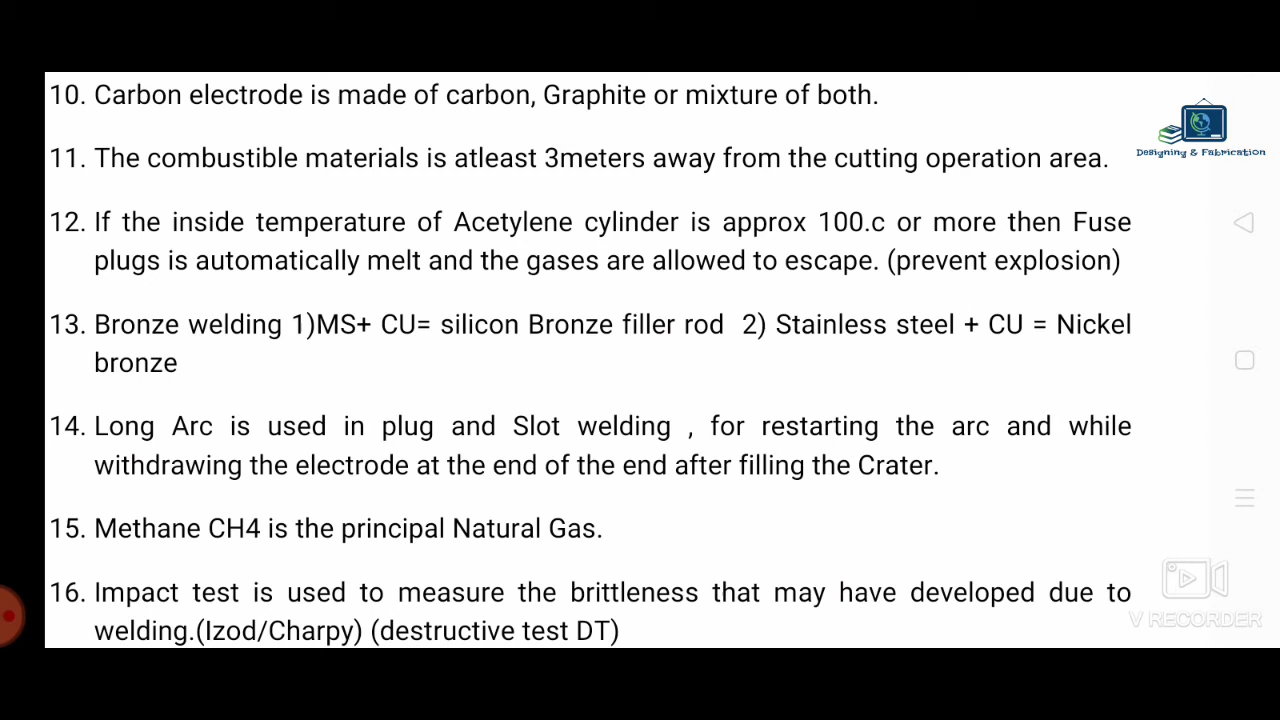 10. Carbon electrode is made of carbon, Graphite or mixture of both.
Designing & Fabrication
11. The combustible materials is atleast 3meters away from the cutting operation area.
12. If the inside temperature of Acetylene cylinder is approx 100.c or more then Fuse
plugs is automatically melt and the gases are allowed to escape. (prevent explosion)
13. Bronze welding 1)MS+ CU= silicon Bronze filler rod 2) Stainless steel + CU = Nickel
bronze
14. Long Arc is used in plug and Slot welding , for restarting the arc and while
withdrawing the electrode at the end of the end after filling the Crater.
15. Methane CH4 is the principal Natural Gas.
16. Impact test is used to measure the brittleness that may have developed due to
welding.(Izod/Charpy) (destructive test DT)
V RECORDER